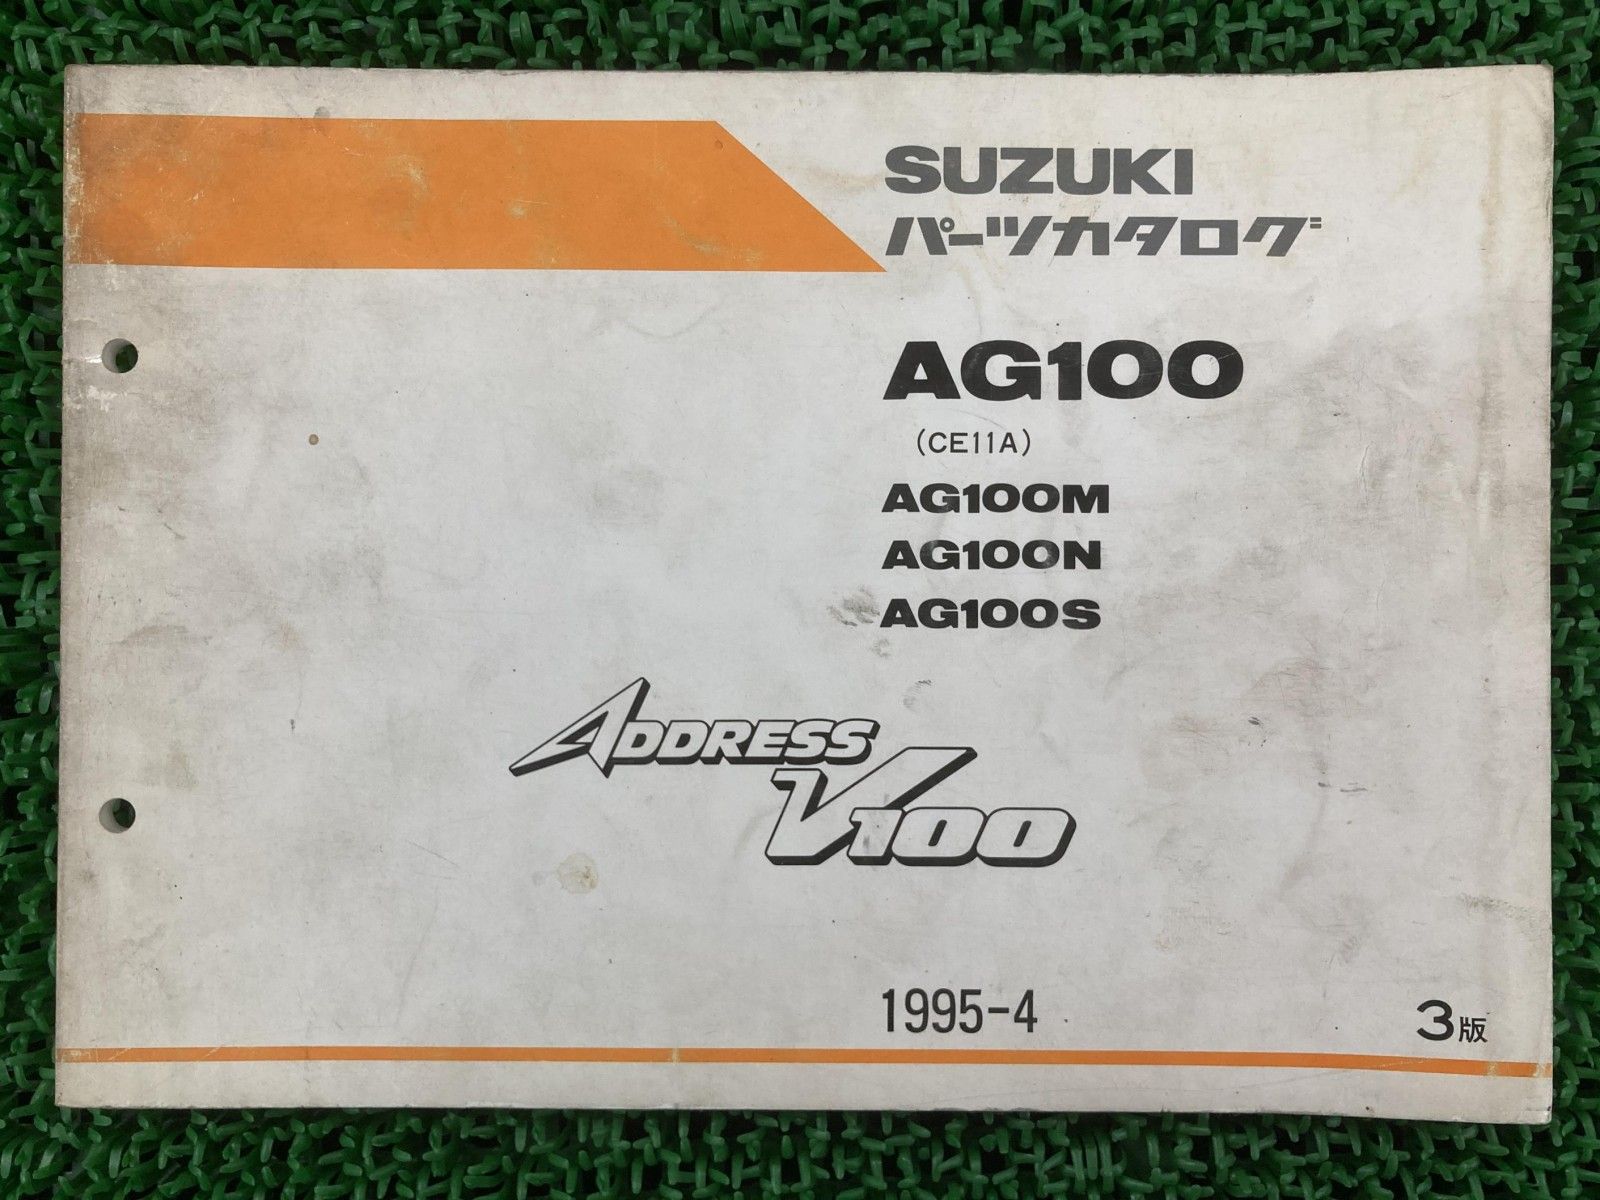 SUZUKI
パーツカタログ
AG100
(CE11A)
AG100M
AG100N
AG100S
ADDRESS
V100
1995-4
3版